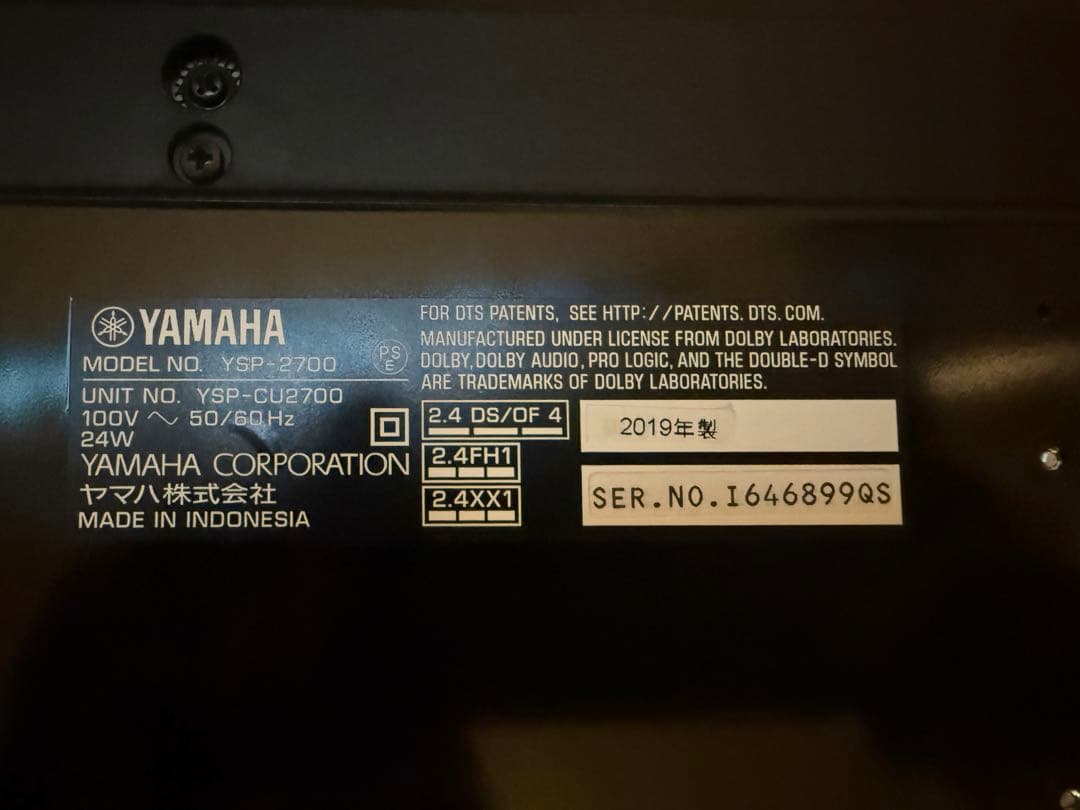 YAMAHA
MODEL NO. YSP-2700
PS
E
UNIT NO. YSP-CU2700
100V ～ 50/60Hz
24W
YAMAHA CORPORATION
ヤマハ株式会社
MADE IN INDONESIA
FOR DTS PATENTS, SEE HTTP://PATENTS.DTS.COM.
MANUFACTURED UNDER LICENSE FROM DOLBY LABORATORIES.
DOLBY, DOLBY AUDIO, PRO LOGIC, AND THE DOUBLE-D SYMBOL
ARE TRADEMARKS OF DOLBY LABORATORIES.
2.4 DS/OF 4
2.4FH1
2.4XX1
2019年製
SER.NO.I646899QS